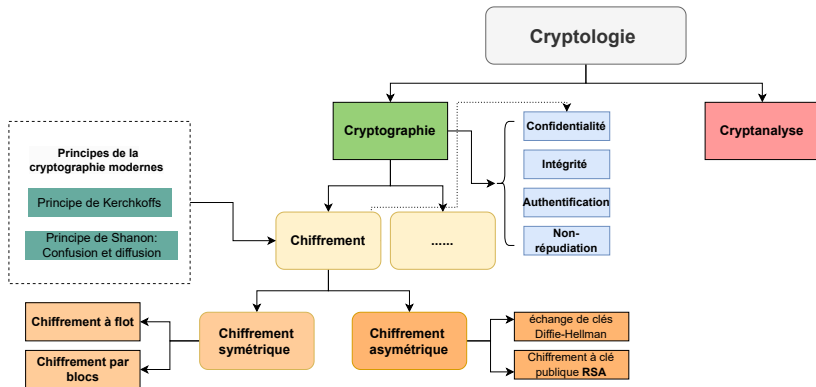 Cryptologie
Cryptographie
Cryptanalyse
Confidentialité
Intégrité
Authentification
Non-
répudiation
Principes de la
cryptographie modernes
Principe de Kerchkoffs
Principe de Shanon:
Confusion et diffusion
Chiffrement
......
Chiffrement à flot
Chiffrement par
blocs
Chiffrement
symétrique
Chiffrement
asymétrique
échange de clés
Diffie-Hellman
Chiffrement à clé
publique RSA